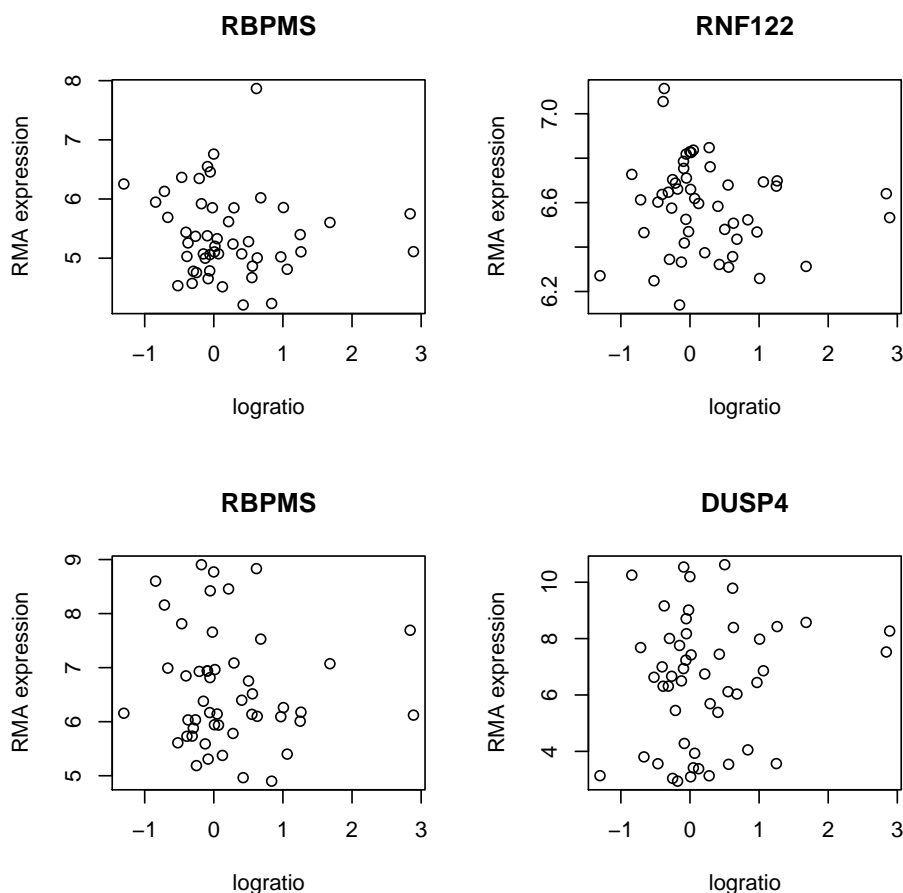 RBPMS
RMA expression
8
7
6
5
−1 0 1 2 3
logratio
RNF122
RMA expression
7.0
6.6
6.2
−1 0 1 2 3
logratio
RBPMS
RMA expression
9
8
7
6
5
−1 0 1 2 3
logratio
DUSP4
RMA expression
10
8
6
4
−1 0 1 2 3
logratio